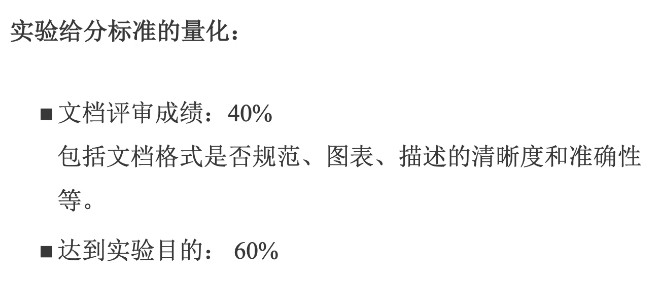 实验给分标准的量化：
■文档评审成绩：40%
包括文档格式是否规范、图表、描述的清晰度和准确性
等。
■达到实验目的： 60%